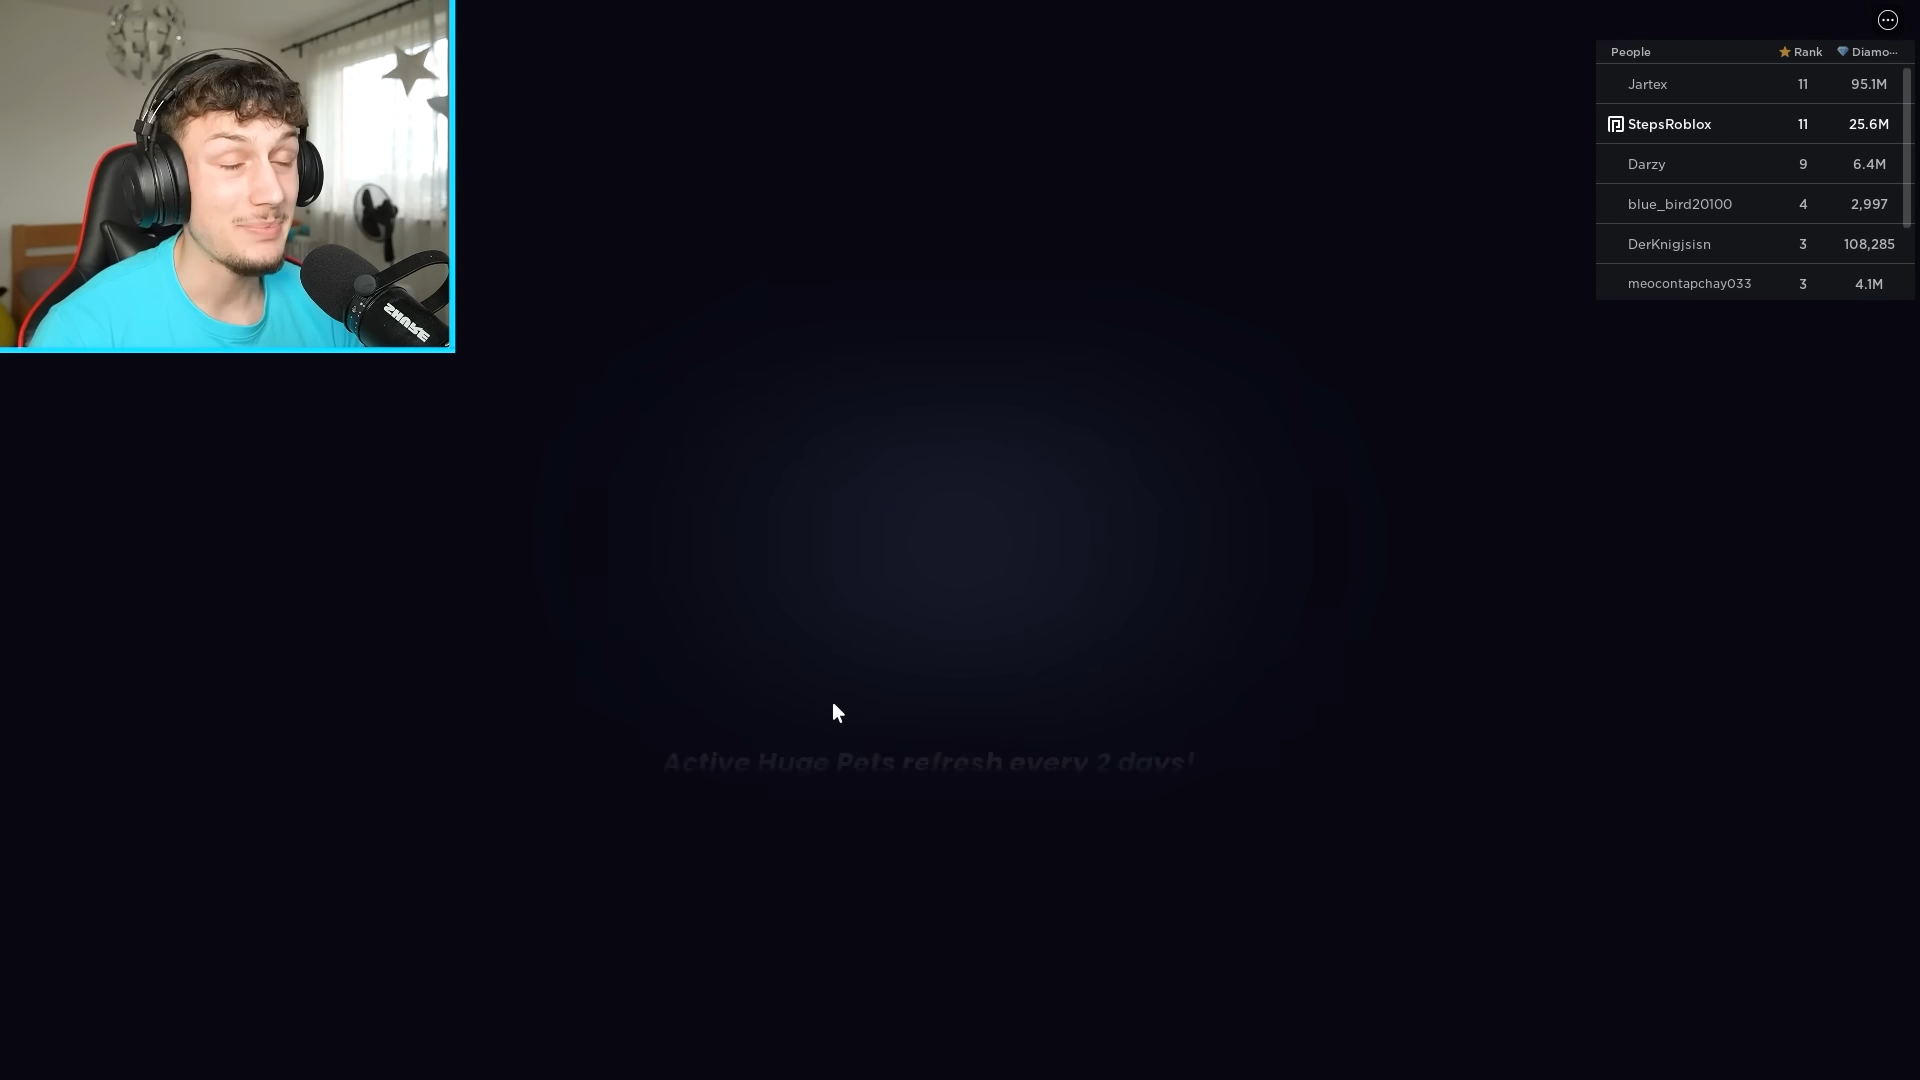 People Rank Diamo...
Jartex 11 95.1M
StepsRoblox 11 25.6M
Darzy 9 6.4M
blue_bird20100 4 2,997
DerKnigjsisn 3 108,285
meocontapchay033 3 4.1M
SHURE
Active Huge Pets refresh every 2 days!